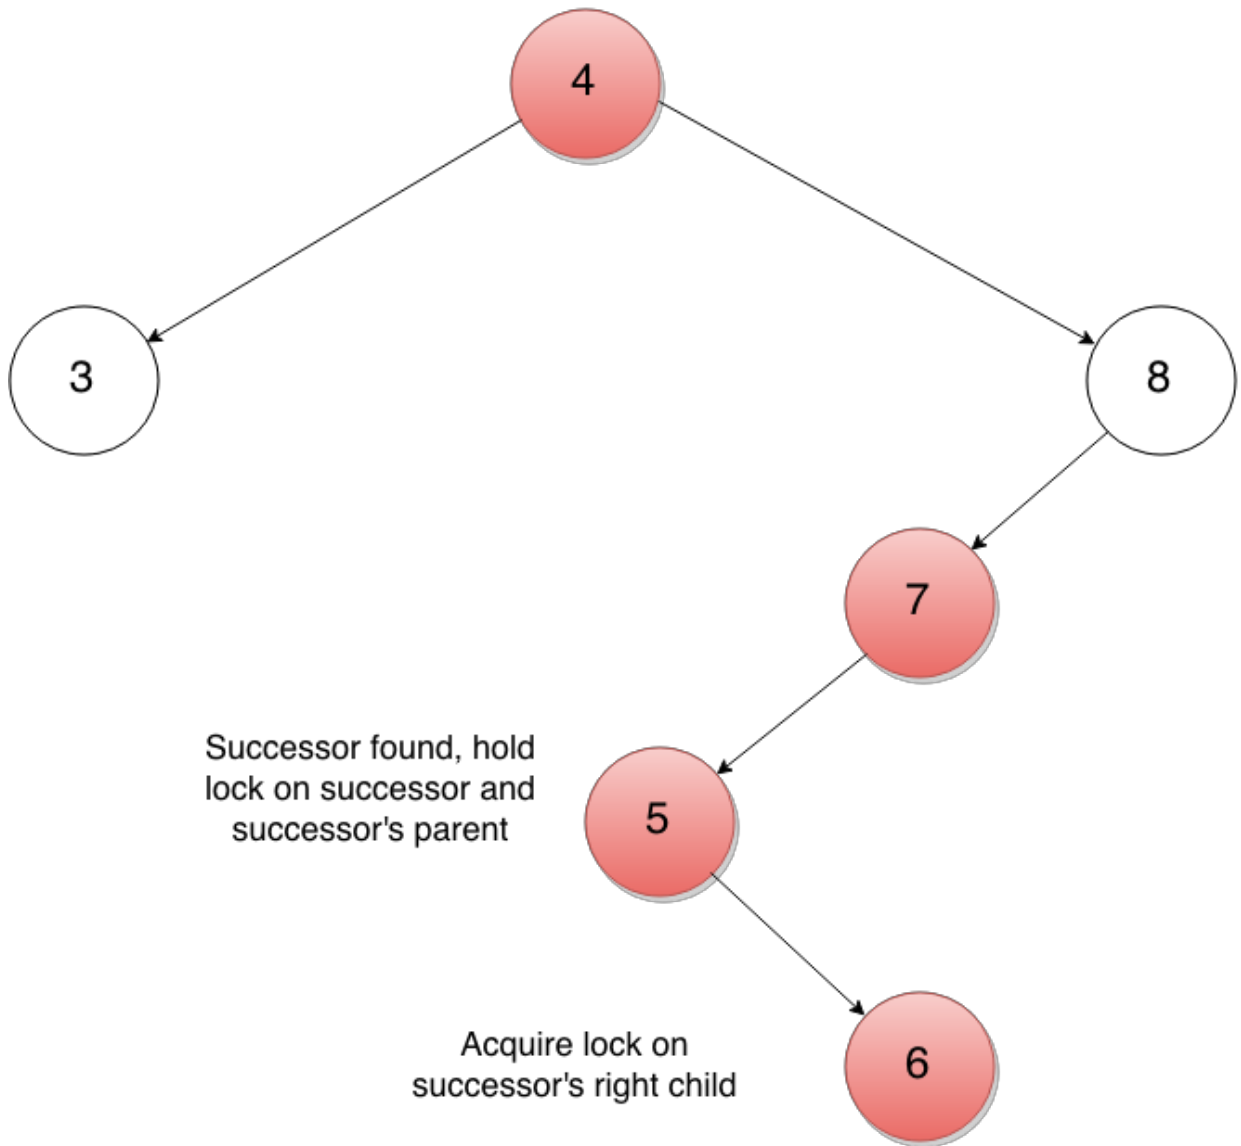 4
3
8
7
Successor found, hold
lock on successor and
successor's parent
5
Acquire lock on
successor's right child
6